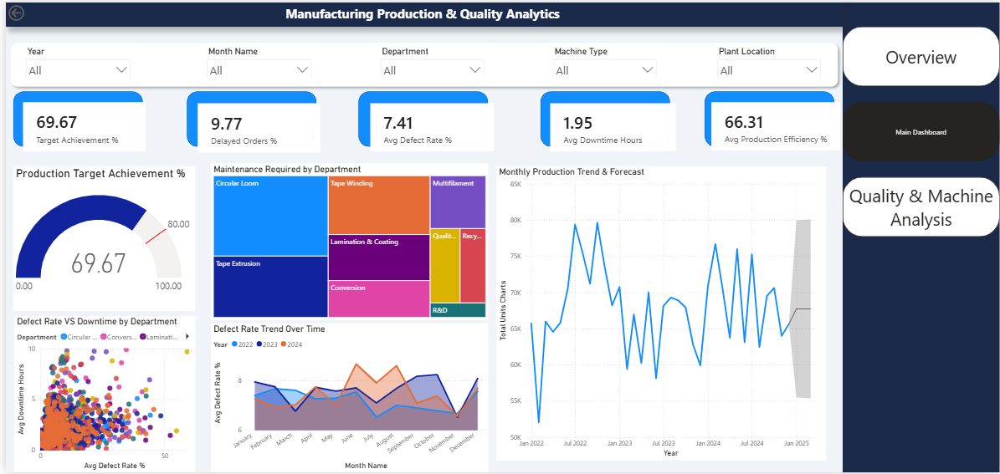 Manufacturing Production & Quality Analytics
Year
Month Name
Department
Machine Type
Plant Location
All
All
All
All
All
69.67
Target Achievement %
9.77
Delayed Orders %
7.41
Avg Defect Rate %
1.95
Avg Downtime Hours
66.31
Avg Production Efficiency %
Overview
Main Dashboard
Quality & Machine
Analysis
Production Target Achievement %
80.00
69.67
0.00
100.00
Maintenance Required by Department
Circular Loom
Tape Extrusion
Tape Winding
Lamination & Coating
Conversion
Multifilament
Qualit...
Recy...
R&D
Monthly Production Trend & Forecast
Total Units Charts
85K
80K
75K
70K
65K
60K
55K
50K
Jan 2022
Jul 2022
Jan 2023
Jul 2023
Jan 2024
Jul 2024
Jan 2025
Year
Defect Rate VS Downtime by Department
Department
Circular ...
Convers...
Laminati...
Avg Downtime Hours
10
5
0
0
50
Avg Defect Rate %
Defect Rate Trend Over Time
Year
2022
2023
2024
Avg Defect Rate %
8
6
January
February
March
April
May
June
July
August
September
October
November
December
Month Name